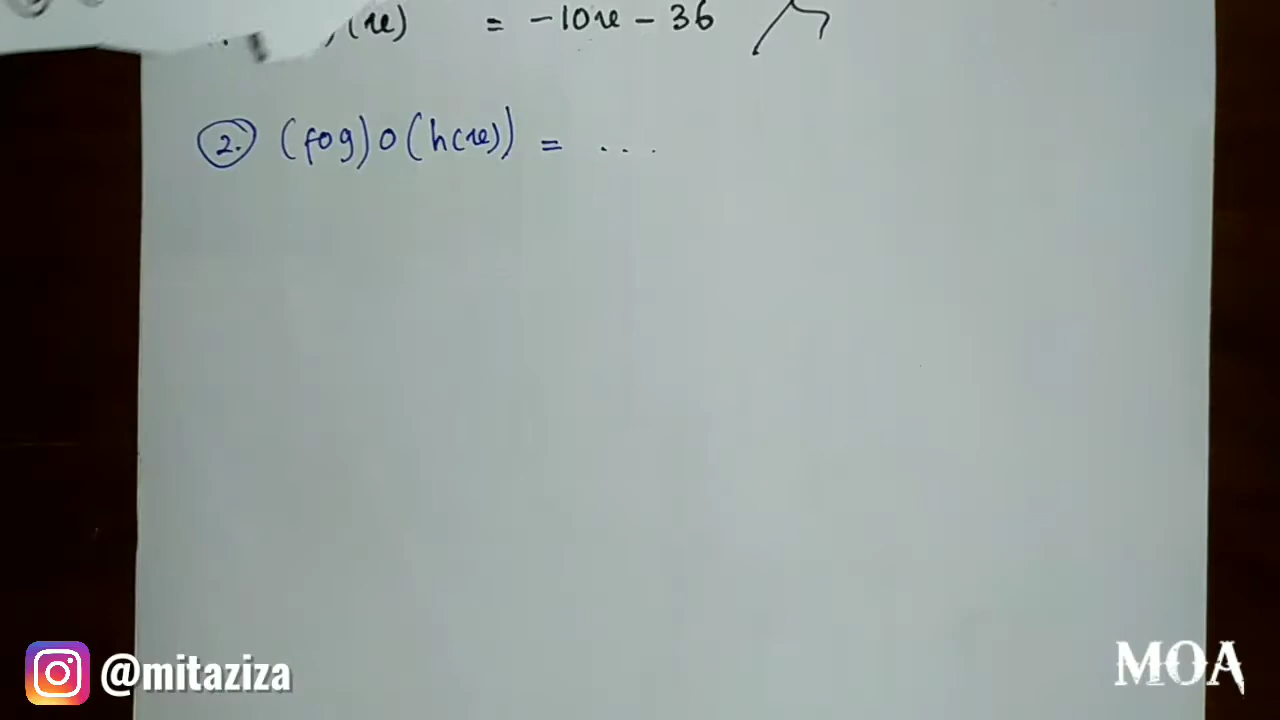 (x) = -10x - 36
2. (fog)o(h(x)) = ...
@mitaziza
MOA